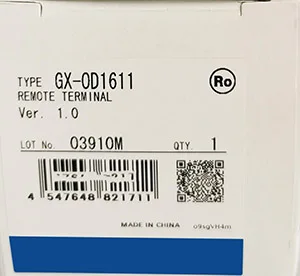 TYPE GX-OD1611
Ro
REMOTE TERMINAL
Ver. 1.0
LOT No. 03910M QTY. 1
4 547648 821711
MADE IN CHINA o9sgVH4m